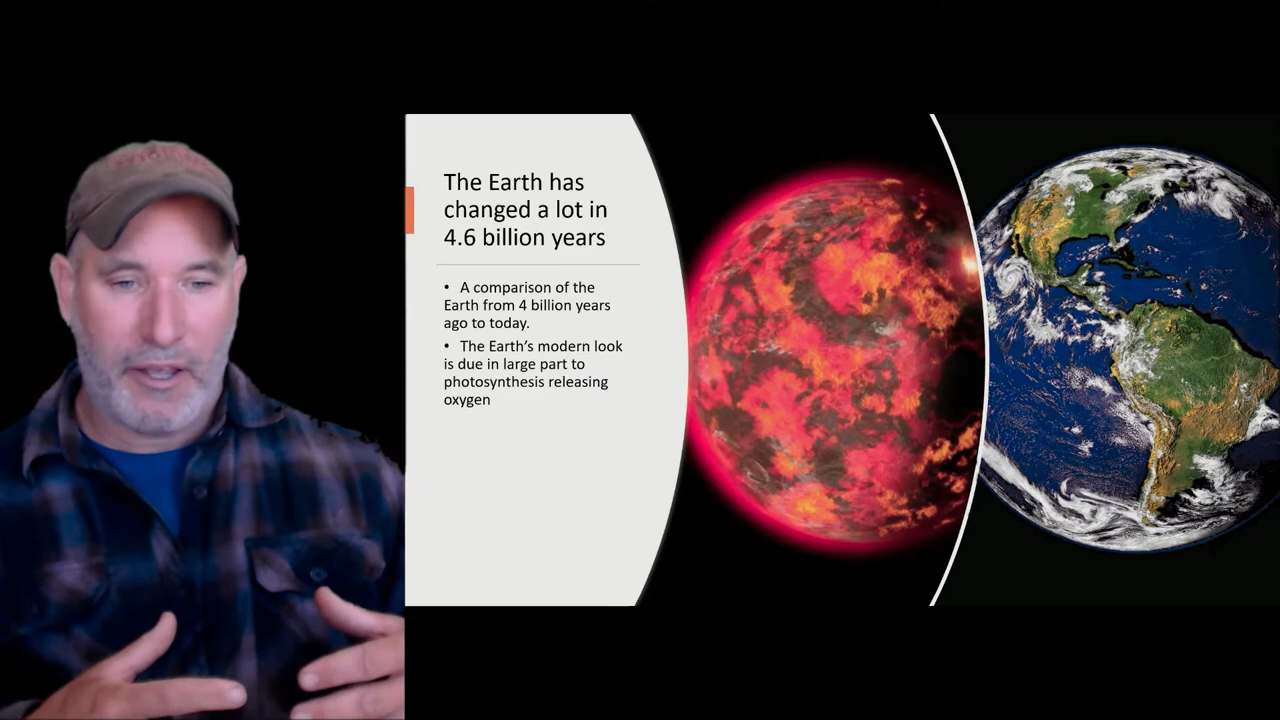 The Earth has
changed a lot in
4.6 billion years
• A comparison of the
Earth from 4 billion years
ago to today.
• The Earth's modern look
is due in large part to
photosynthesis releasing
oxygen